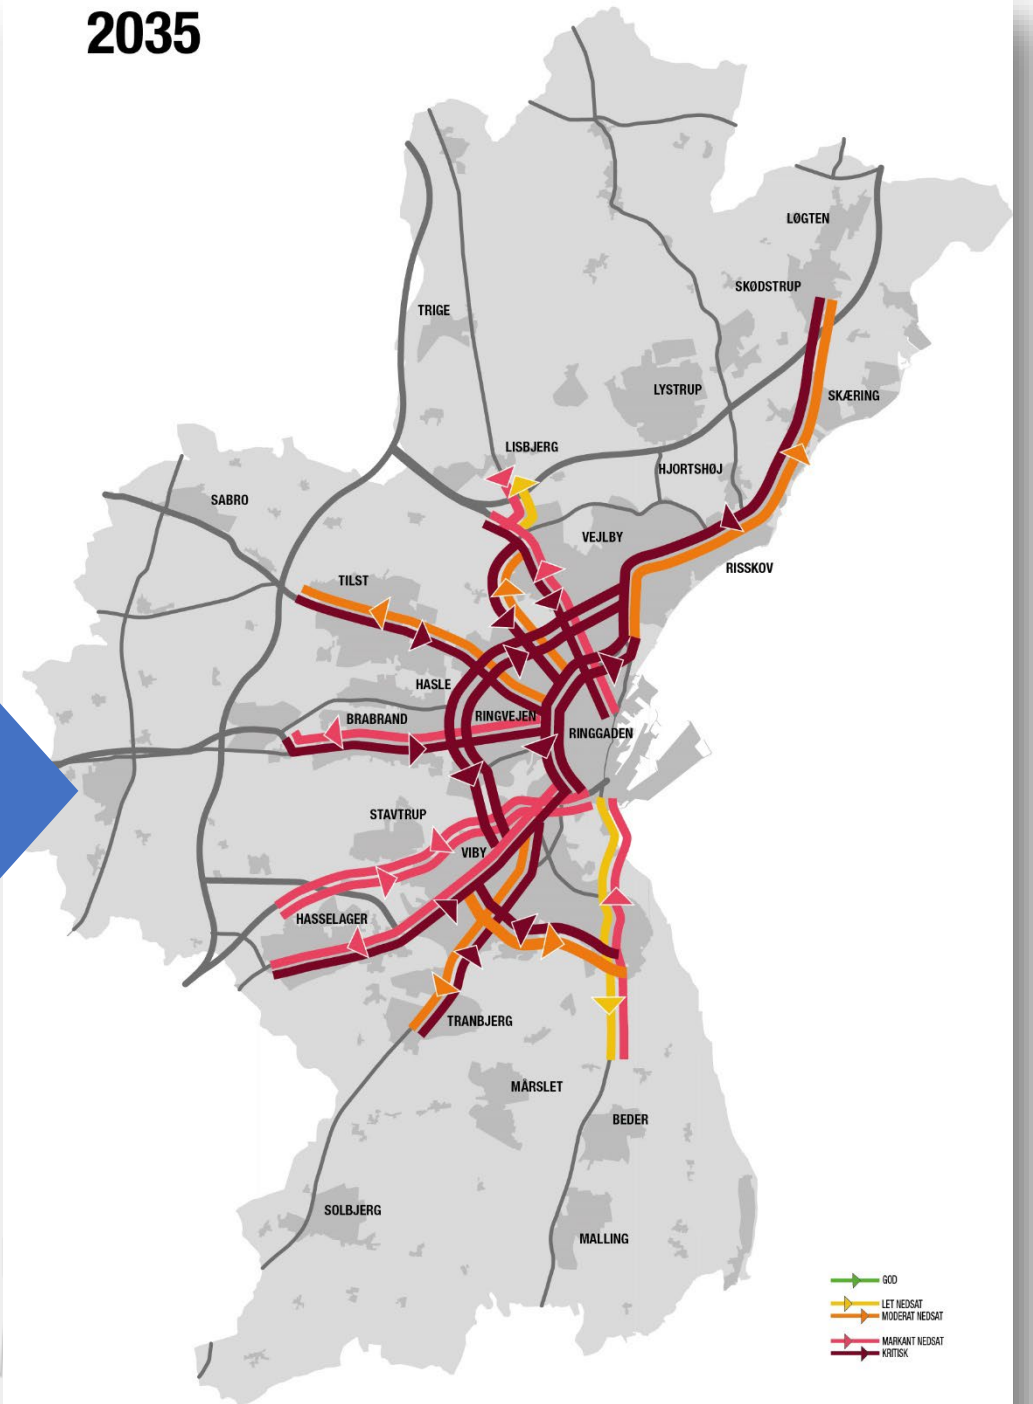 2035
LØGTEN
SKØDSTRUP
TRIGE
LYSTRUP
SKÆRING
LISBJERG
HJORTSHØJ
SABRO
VEJLBY
RISSKOV
TILST
HASLE
BRABRAND
RINGVEJEN
RINGGADEN
STAVTRUP
VIBY
HASSELAGER
TRANBJERG
MÅRSLET
BEDER
SOLBJERG
MALLING
GOD
LET NEDSAT
MODERAT NEDSAT
MARKANT NEDSAT
KRITISK